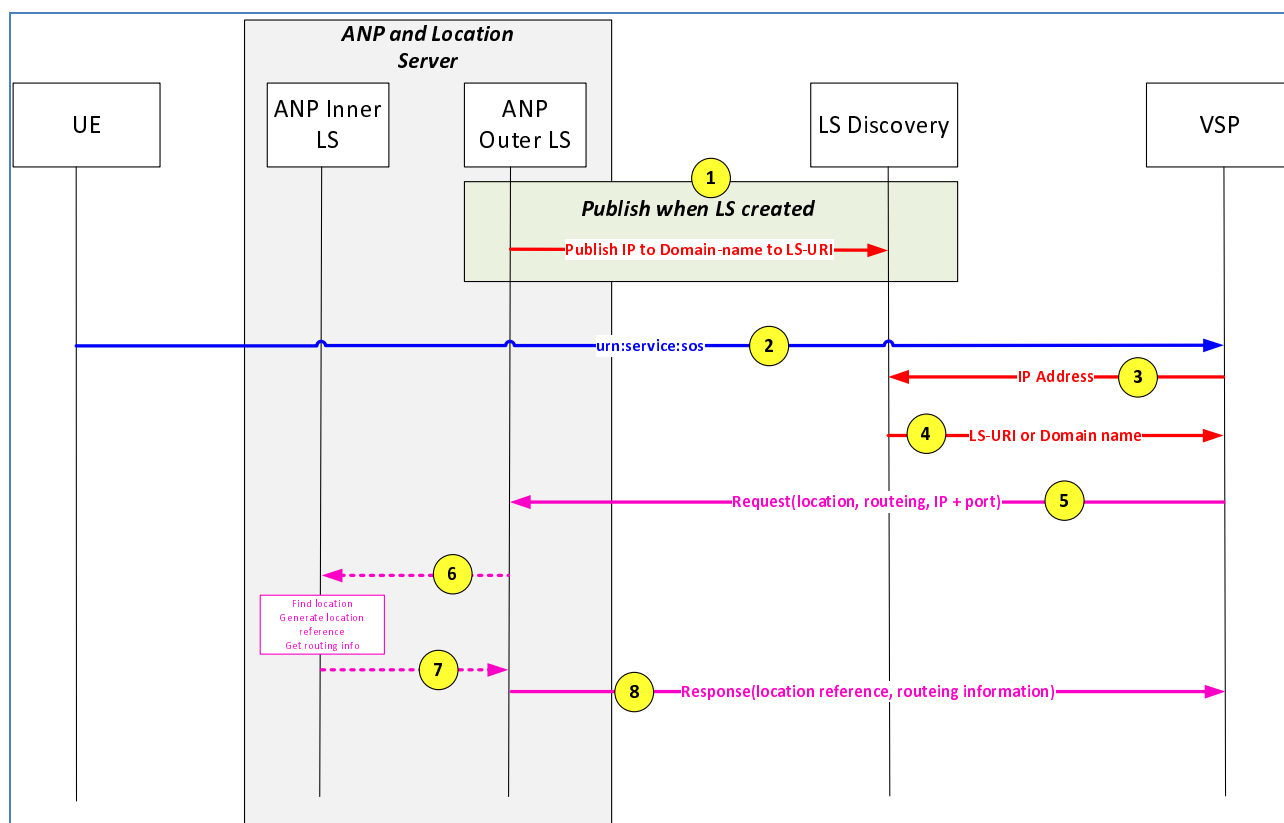 ANP and Location
Server
UE
ANP Inner
LS
ANP
Outer LS
LS Discovery
VSP
1
Publish when LS created
Publish IP to Domain-name to LS-URI
urn:service:sos
2
IP Address
3
4
LS-URI or Domain name
Request(location, routeing, IP + port)
5
6
Find location
Generate location
reference
Get routing info
7
8
Response(location reference, routeing information)